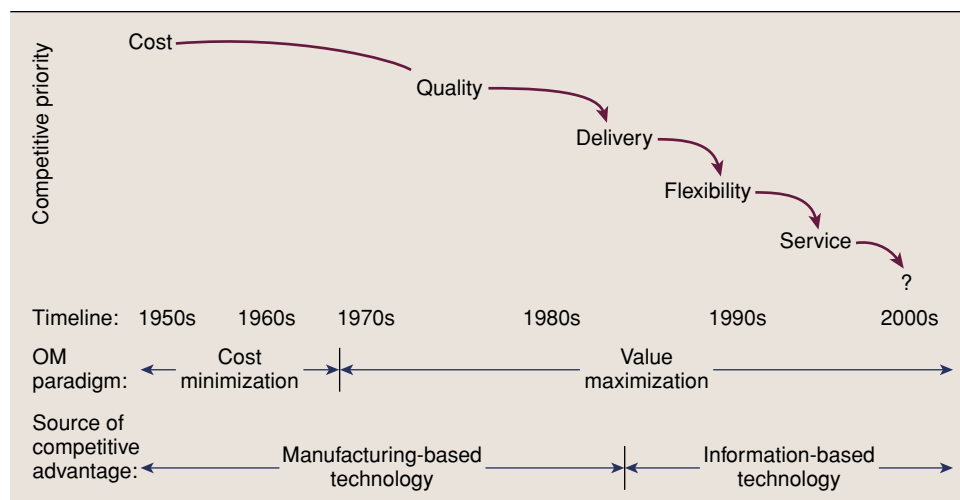 Competitive priority
Cost
Quality
Delivery
Flexibility
Service
?
Timeline: 1950s 1960s 1970s 1980s 1990s 2000s
OM paradigm:
Cost minimization
Value maximization
Source of competitive advantage:
Manufacturing-based technology
Information-based technology